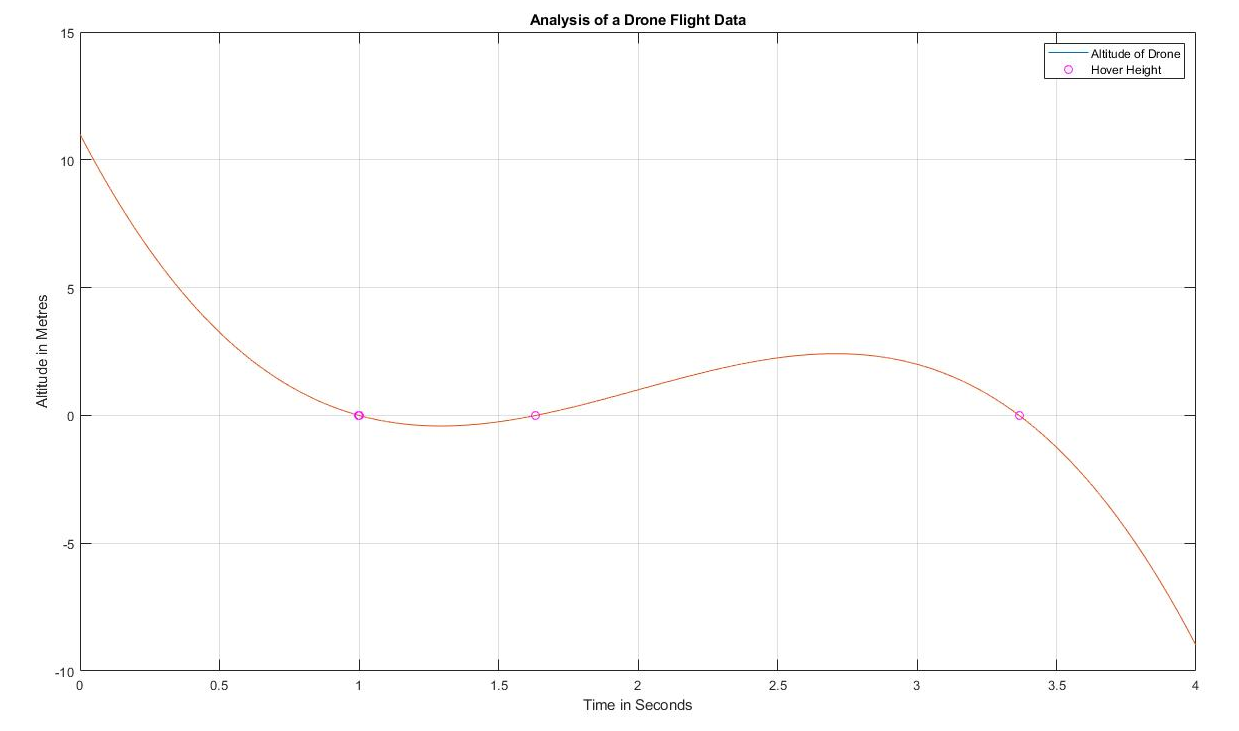 Analysis of a Drone Flight Data
Altitude of Drone
Hover Height
15
10
5
0
-5
-10
Altitude in Metres
0 0.5 1 1.5 2 2.5 3 3.5 4
Time in Seconds